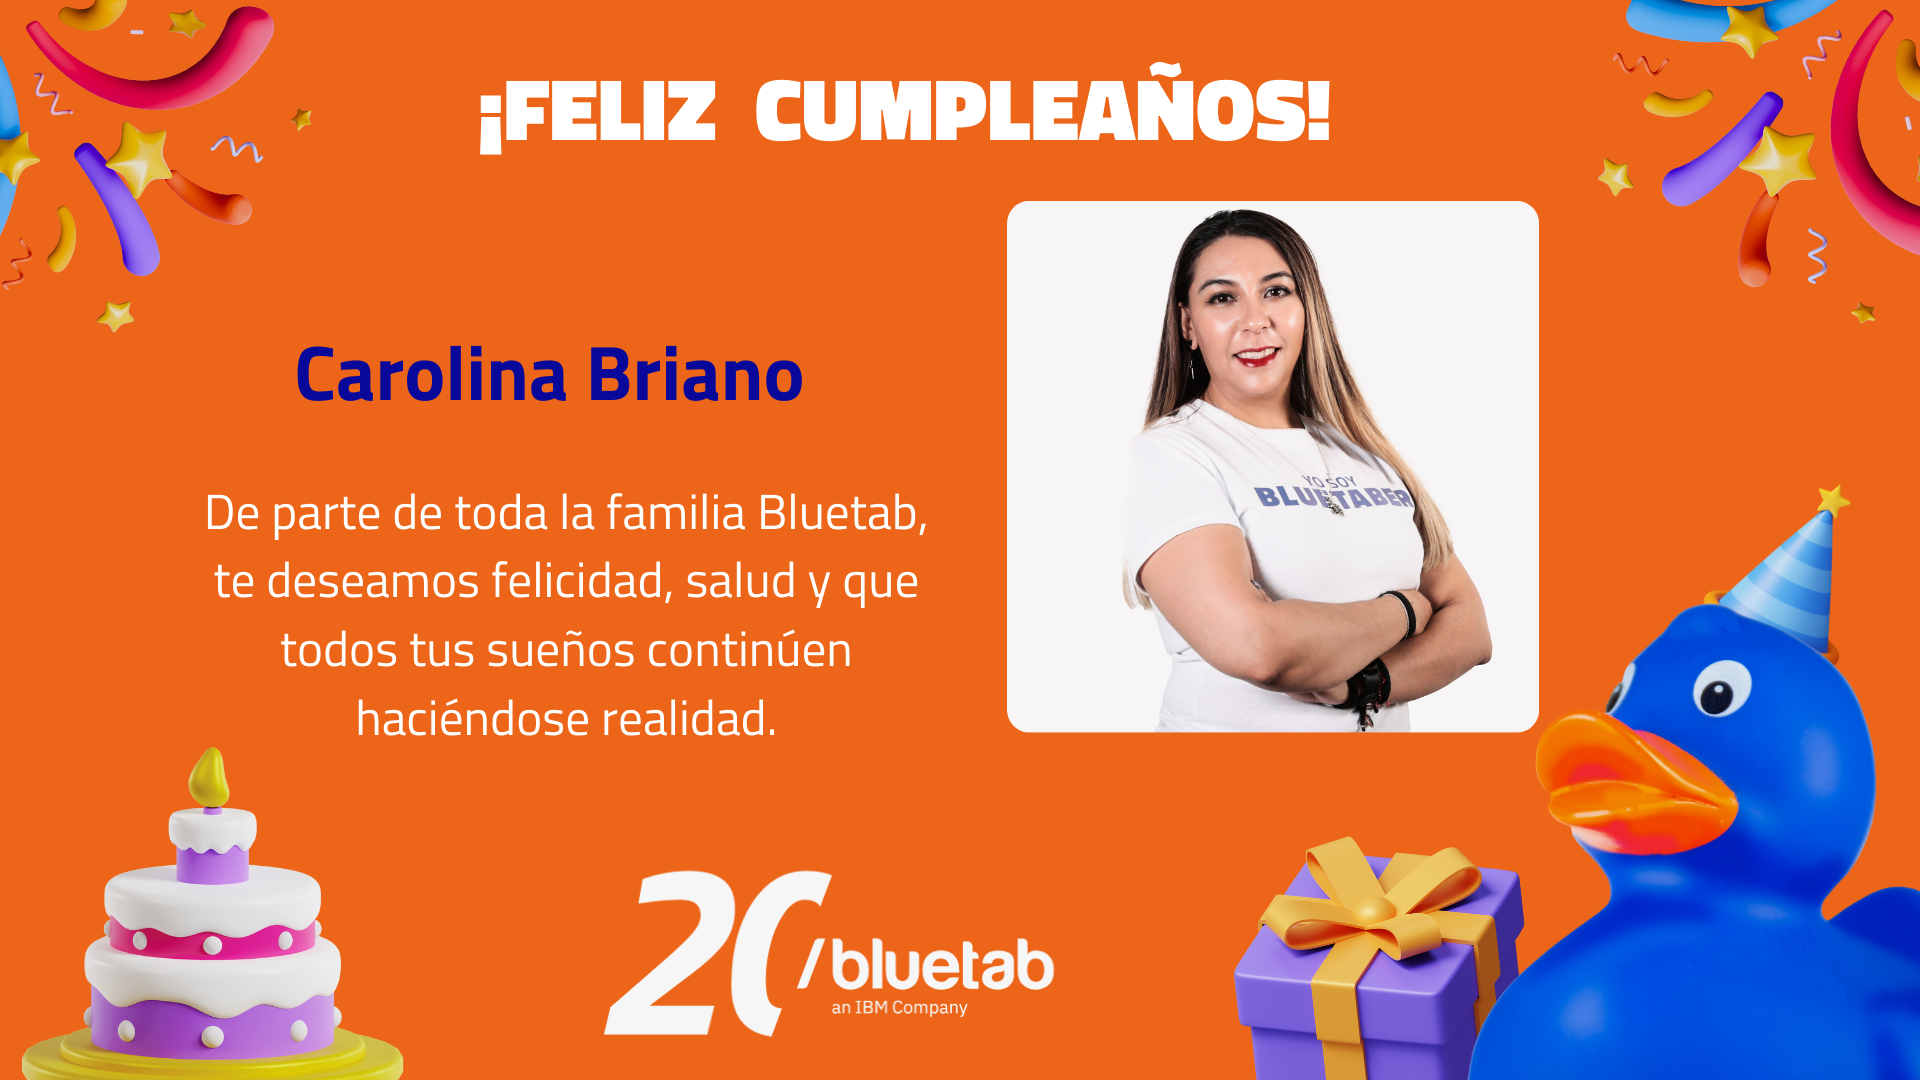 ¡FELIZ CUMPLEAÑOS!
Carolina Briano
De parte de toda la familia Bluetab,
te deseamos felicidad, salud y que
todos tus sueños continúen
haciéndose realidad.
YO SOY
BLUETABER
20/bluetab
an IBM Company